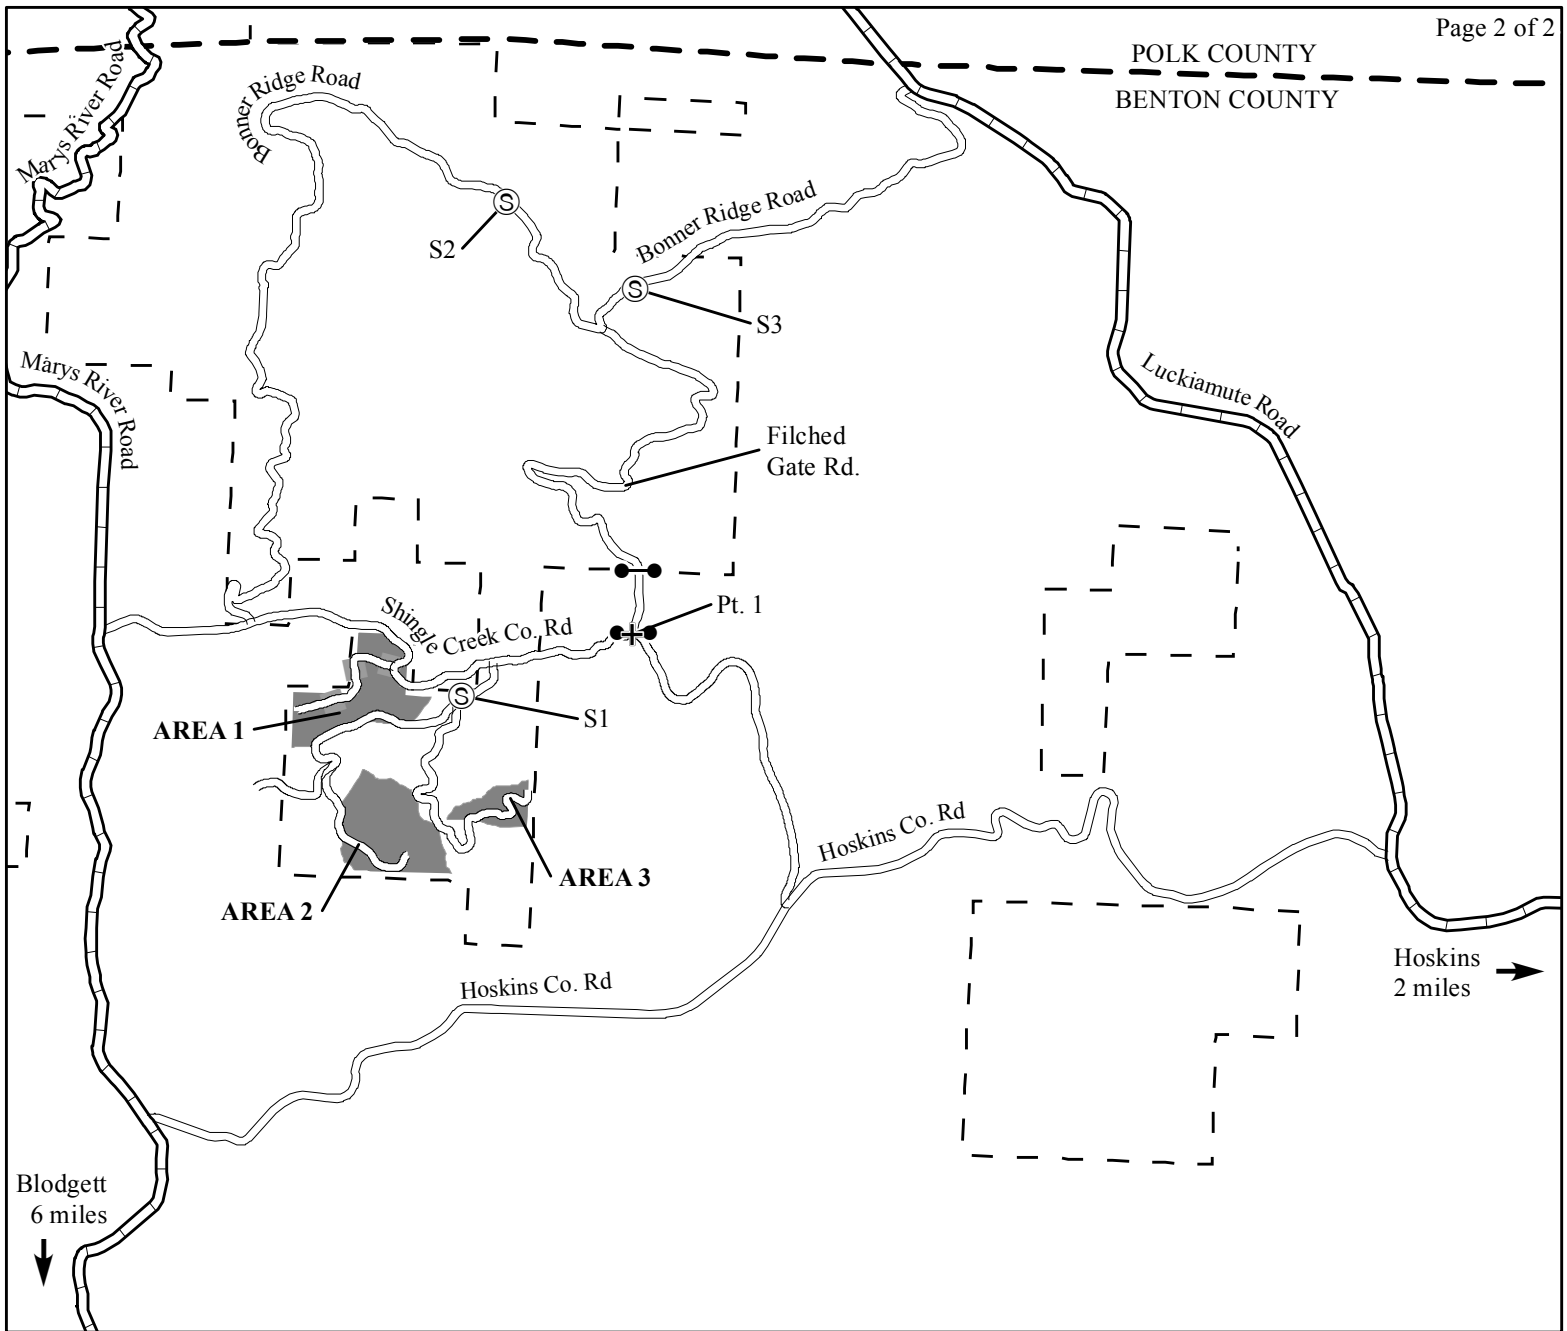 Page 2 of 2
POLK COUNTY
BENTON COUNTY
Marys River Road
Bonner Ridge Road
S
S2
Bonner Ridge Road
S
S3
Marys River Road
Luckiamute Road
Filched
Gate Rd.
Pt. 1
Shingle Creek Co. Rd
S
S1
AREA 1
AREA 2
AREA 3
Hoskins Co. Rd
Hoskins Co. Rd
Hoskins
2 miles
Blodgett
6 miles